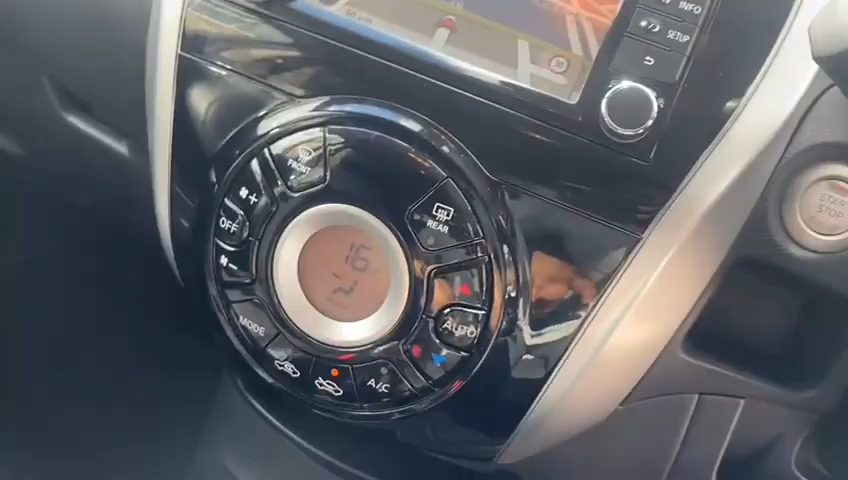 INFO
SETUP
FRONT
+
OFF
-
REAR
16
AUTO
MODE
A/C
START
STOP